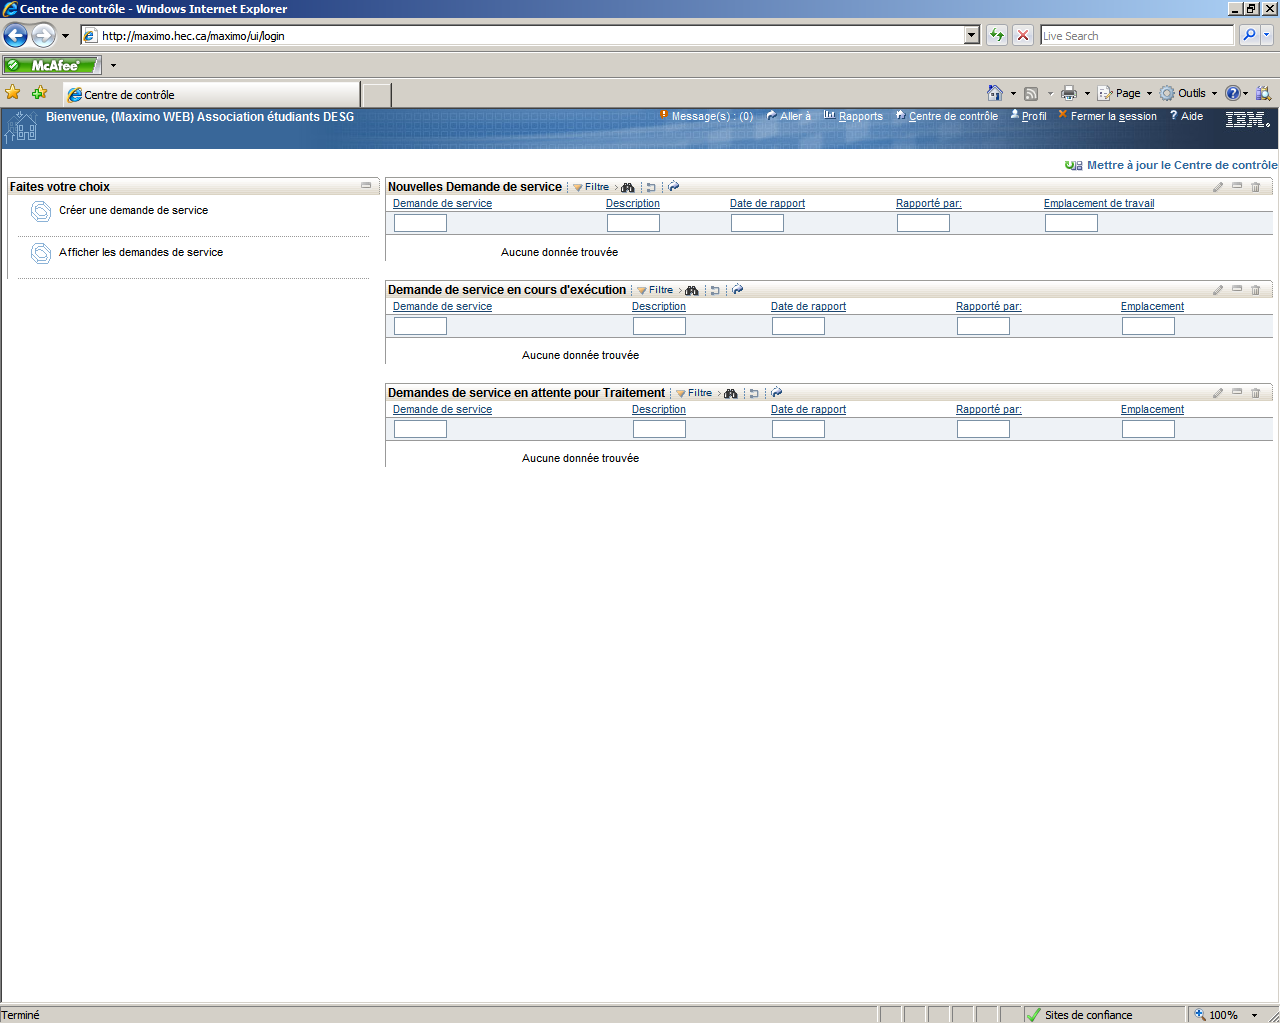 Centre de contrôle - Windows Internet Explorer
http://maximo.hec.ca/maximo/ui/login
Live Search
McAfee
Centre de contrôle
Page
Outils
Bienvenue, (Maximo WEB) Association étudiants DESG
Message(s) : (0) Aller à Rapports Centre de contrôle Profil Fermer la session ? Aide IBM.
Mettre à jour le Centre de contrôle
Faites votre choix
Créer une demande de service
Afficher les demandes de service
Nouvelles Demande de service Filtre
Demande de service Description Date de rapport Rapporté par: Emplacement de travail
Aucune donnée trouvée
Demande de service en cours d'exécution Filtre
Demande de service Description Date de rapport Rapporté par: Emplacement
Aucune donnée trouvée
Demandes de service en attente pour Traitement Filtre
Demande de service Description Date de rapport Rapporté par: Emplacement
Aucune donnée trouvée
Terminé
Sites de confiance
100%